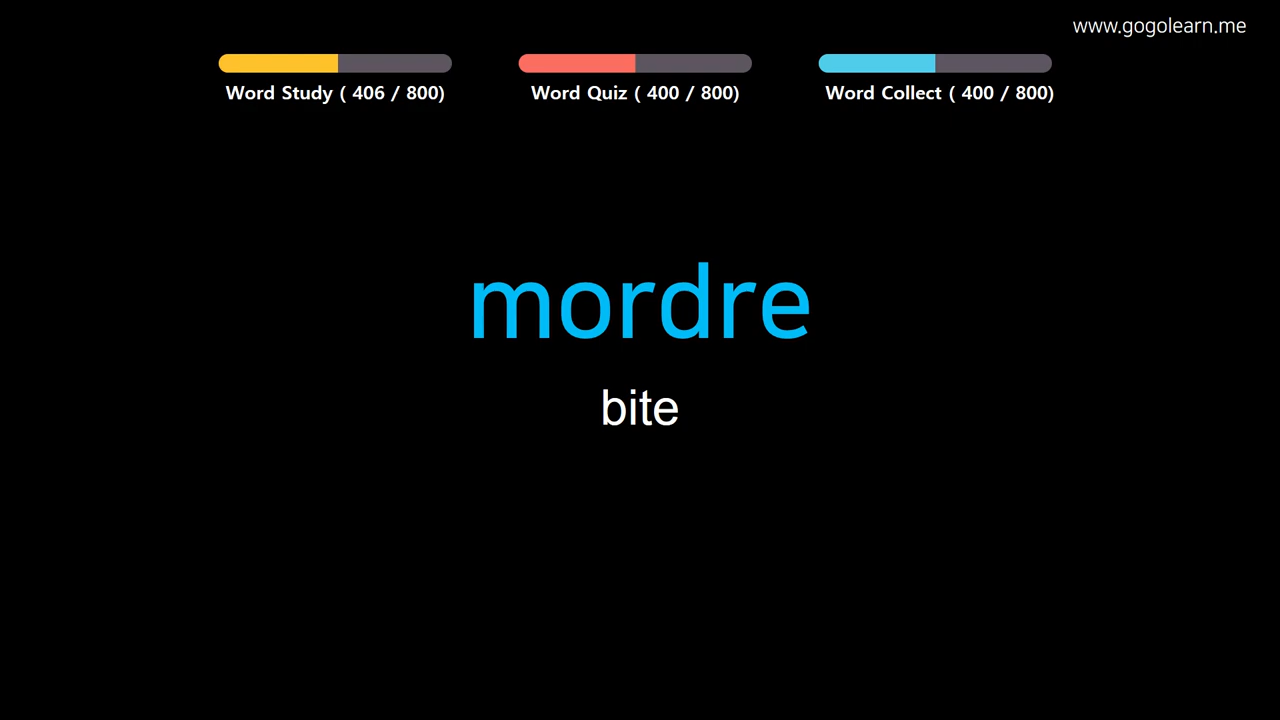 www.gogolearn.me
Word Study ( 406 / 800)
Word Quiz ( 400 / 800)
Word Collect ( 400 / 800)
mordre
bite